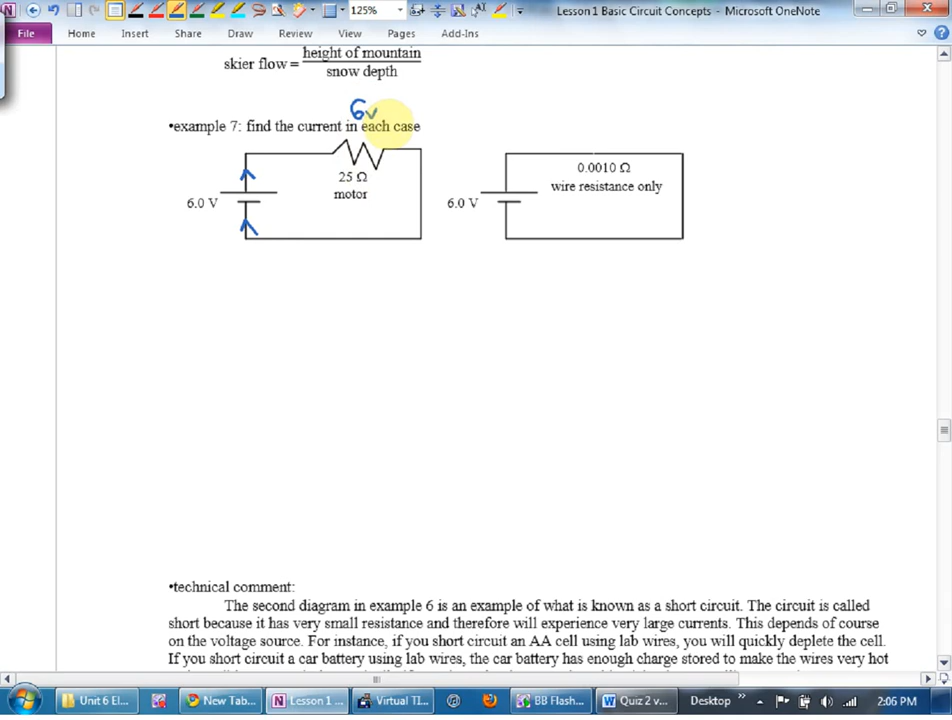 125%
Lesson 1 Basic Circuit Concepts - Microsoft OneNote
File Home Insert Share Draw Review View Pages Add-Ins
skier flow = height of mountain
snow depth
6v
•example 7: find the current in each case
25 Ω
motor
6.0 V
0.0010 Ω
wire resistance only
6.0 V
•technical comment:
The second diagram in example 6 is an example of what is known as a short circuit. The circuit is called
short because it has very small resistance and therefore will experience very large currents. This depends of course
on the voltage source. For instance, if you short circuit an AA cell using lab wires, you will quickly deplete the cell.
If you short circuit a car battery using lab wires, the car battery has enough charge stored to make the wires very hot
Unit 6 El... New Tab... Lesson 1 ... Virtual TI... BB Flash... Quiz 2 v... Desktop 2:06 PM